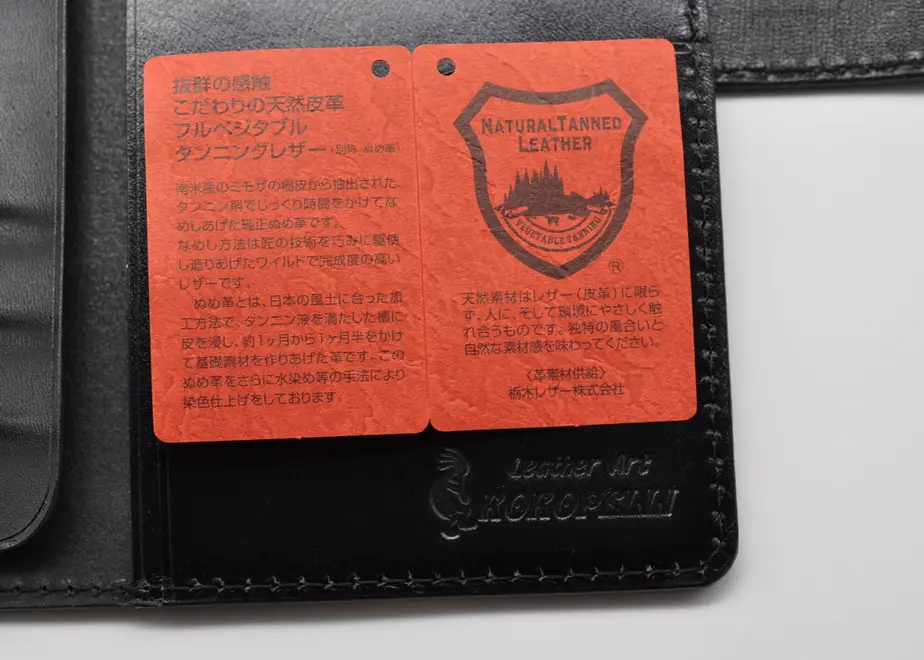 抜群の感触
こだわりの天然皮革
フルベジタブル
タンニングレザー(別称 ぬめ革)
南米産のミモザの樹皮から抽出された
タンニン剤でじっくり時間をかけてな
めしあげた純正ぬめ革です。
なめし方法は匠の技術を巧みに駆使
し造りあげたワイルドで完成度の高い
レザーです。
ぬめ革とは、日本の風土に合った加
工方法で、タンニン液を満たした槽に
皮を浸し、約1ヶ月から1ヶ月半をかけ
て基礎素材を作りあげた革です。この
ぬめ革をさらに水染め等の手法により
染色仕上げをしております。
NATURAL TANNED
LEATHER
VEGETABLE TANNING
®
天然素材はレザー(皮革)に限ら
ず、人に、そして環境にやさしく触
れ合うものです。独特の風合いと
自然な素材感を味わってください。
〈革素材供給〉
栃木レザー株式会社
Leather Art
KOKOPELLI